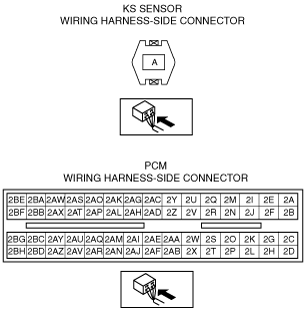 KS SENSOR
WIRING HARNESS-SIDE CONNECTOR
A
PCM
WIRING HARNESS-SIDE CONNECTOR
2BE 2BA 2AW 2AS 2AO 2AK 2AG 2AC 2Y 2U 2Q 2M 2I 2E 2A
2BF 2BB 2AX 2AT 2AP 2AL 2AH 2AD 2Z 2V 2R 2N 2J 2F 2B
2BG 2BC 2AY 2AU 2AQ 2AM 2AI 2AE 2AA 2W 2S 2O 2K 2G 2C
2BH 2BD 2AZ 2AV 2AR 2AN 2AJ 2AF 2AB 2X 2T 2P 2L 2H 2D